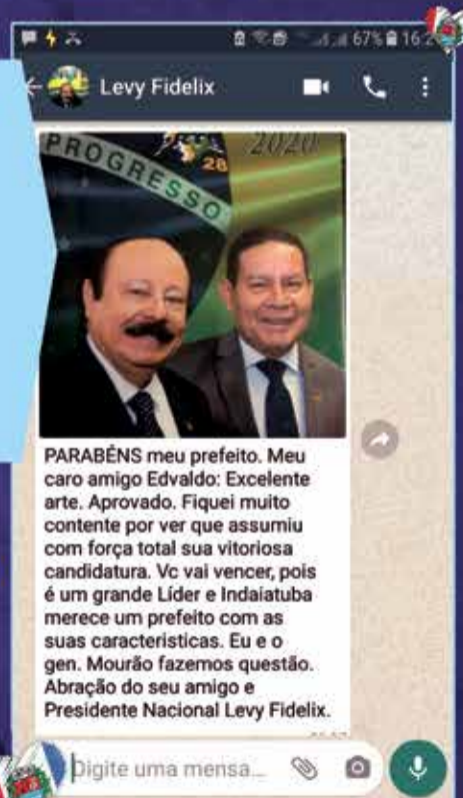 67% 16:2
Levy Fidelix
PROGRESSO
28
2020
PARABÉNS meu prefeito. Meu
caro amigo Edvaldo: Excelente
arte. Aprovado. Fiquei muito
contente por ver que assumiu
com força total sua vitoriosa
candidatura. Vc vai vencer, pois
é um grande Líder e Indaiatuba
merece um prefeito com as
suas caracteristicas. Eu e o
gen. Mourão fazemos questão.
Abração do seu amigo e
Presidente Nacional Levy Fidelix.
Digite uma mensa...